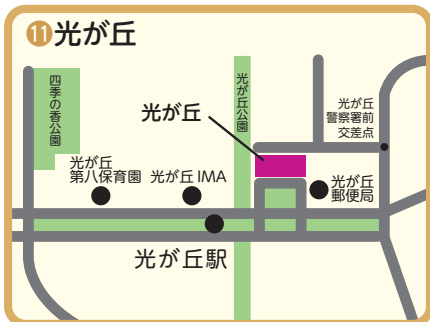 ⑪光が丘
四季の香公園
光が丘公園
光が丘
警察署前
交差点
光が丘
光が丘
第八保育園
光が丘 IMA
光が丘
郵便局
光が丘駅